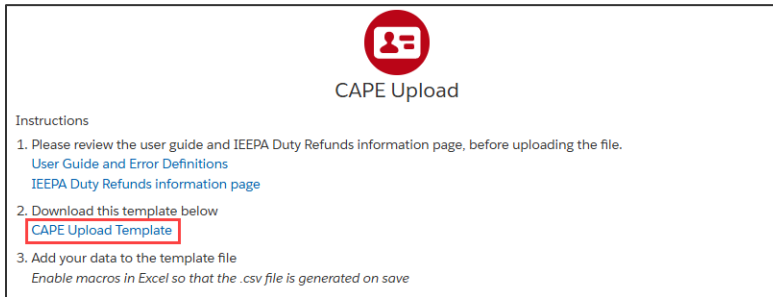 CAPE Upload
Instructions
1. Please review the user guide and IEEPA Duty Refunds information page, before uploading the file.
User Guide and Error Definitions
IEEPA Duty Refunds information page
2. Download this template below
CAPE Upload Template
3. Add your data to the template file
Enable macros in Excel so that the .csv file is generated on save